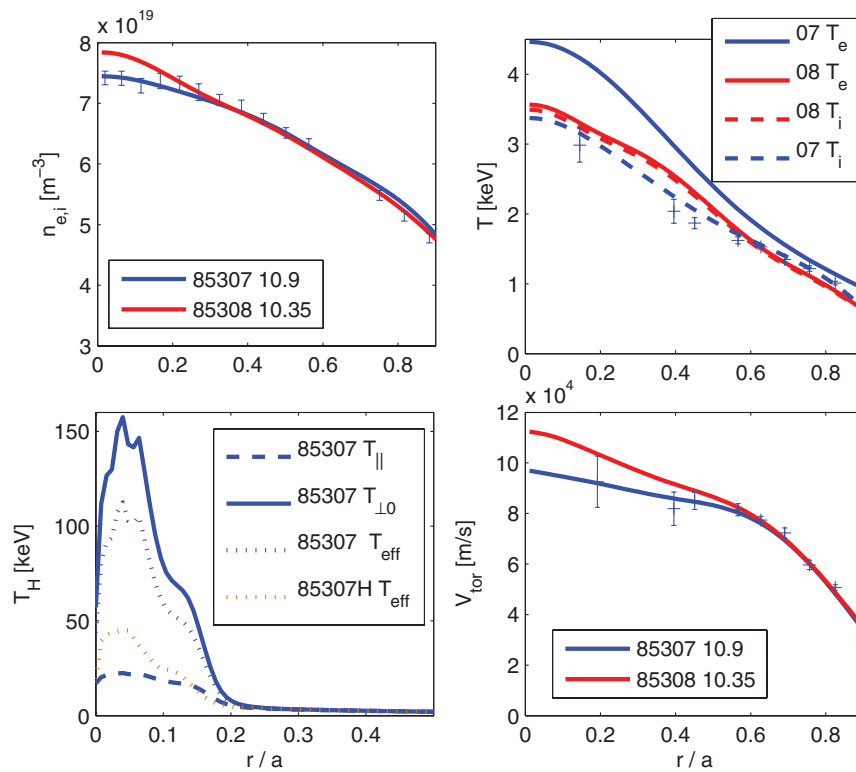 x 10^19
8
7
6
5
4
3
n_e,i [m^−3]
85307 10.9
85308 10.35
0
0.2
0.4
0.6
0.8
07 T_e
08 T_e
08 T_i
07 T_i
4
3
2
1
0
T [keV]
0
0.2
0.4
0.6
0.8
150
100
50
0
T_H [keV]
85307 T_||
85307 T_⊥0
85307 T_eff
85307H T_eff
0
0.1
0.2
0.3
0.4
r / a
x 10^4
12
10
8
6
4
2
0
V_tor [m/s]
85307 10.9
85308 10.35
0
0.2
0.4
0.6
0.8
r / a